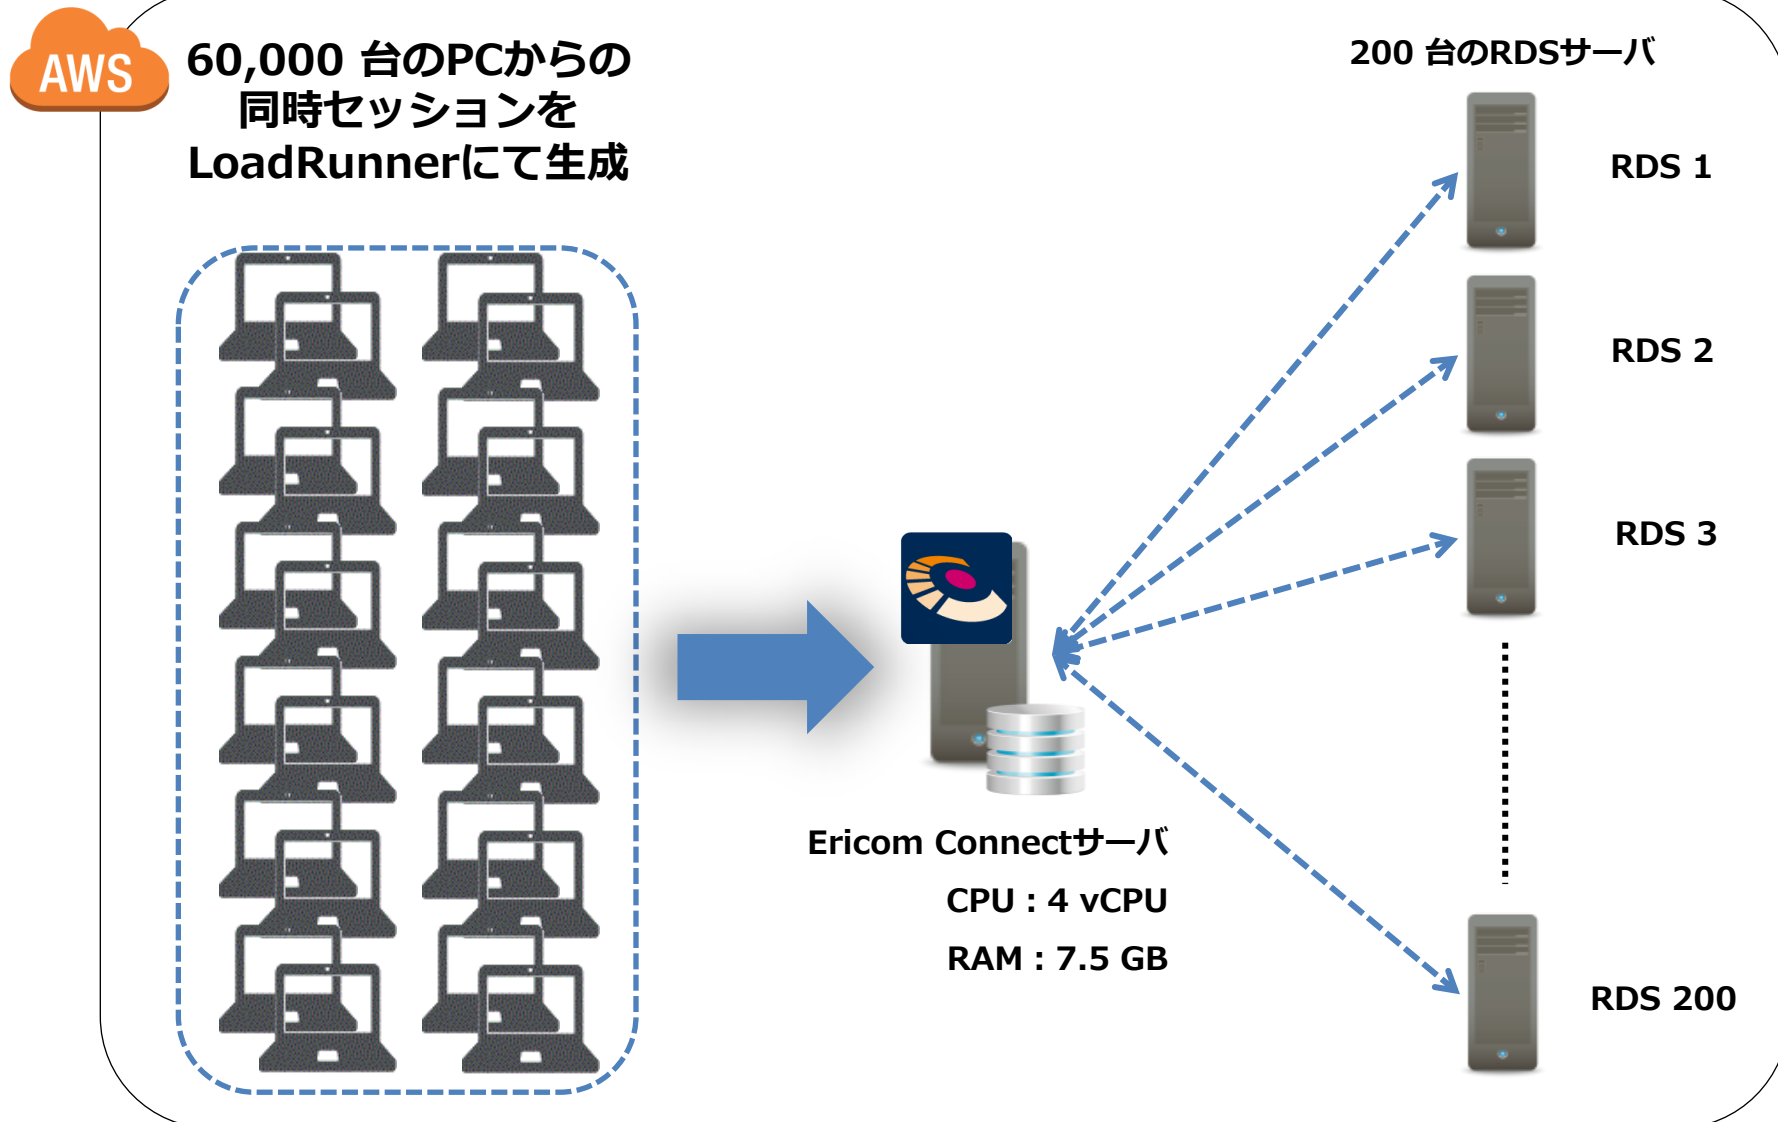 AWS
60,000 台のPCからの
同時セッションを
LoadRunnerにて生成
200 台のRDSサーバ
RDS 1
RDS 2
RDS 3
Ericom Connectサーバ
CPU : 4 vCPU
RAM : 7.5 GB
RDS 200